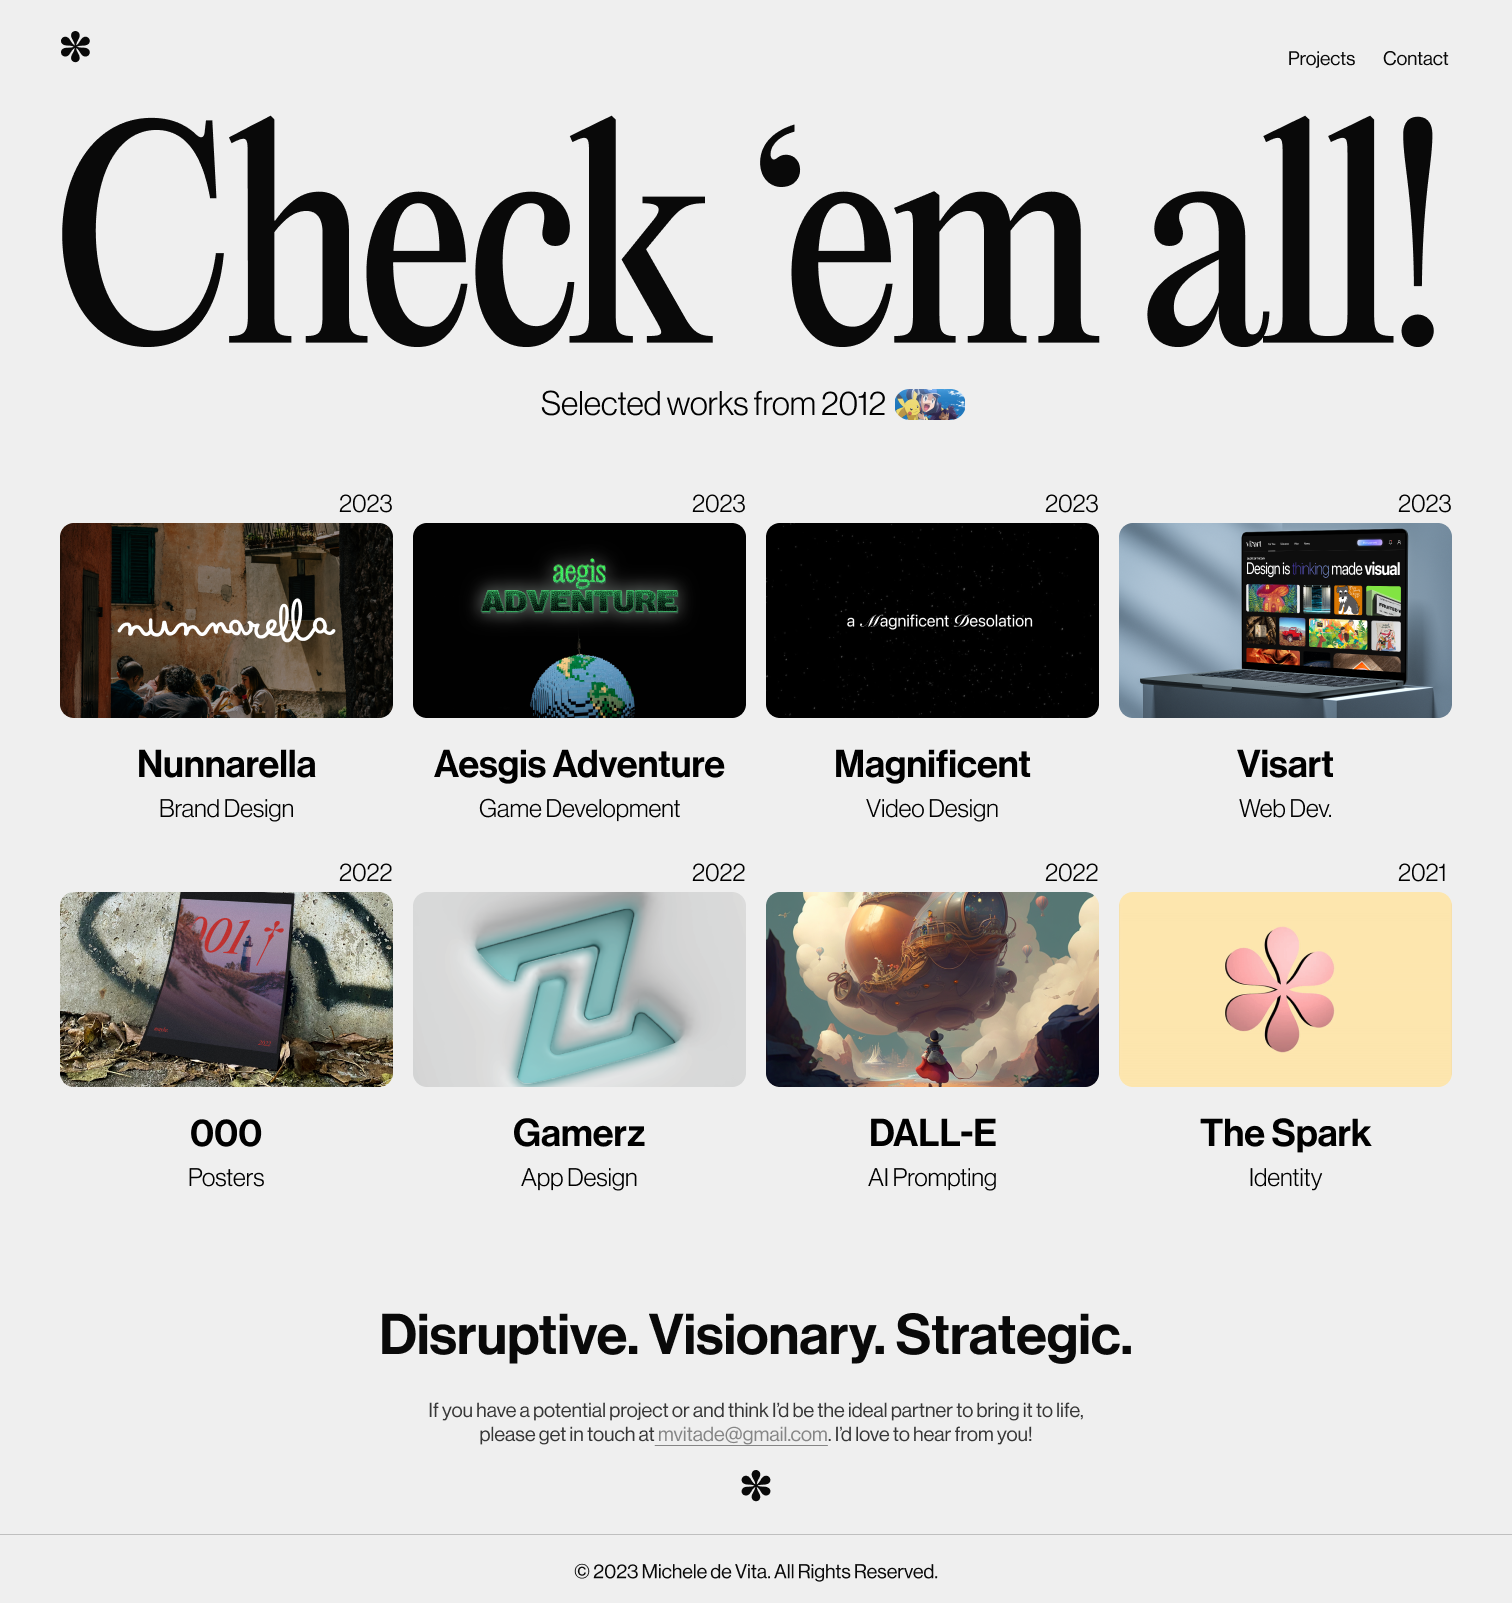 Projects Contact
Check ‘em all!
Selected works from 2012
2023 2023 2023 2023
nunnarella
aegis
ADVENTURE
a Magnificent Desolation
visart
Design is thinking made visual
Nunnarella Aesgis Adventure Magnificent Visart
Brand Design Game Development Video Design Web Dev.
2022 2022 2022 2021
001
2022
000 Gamerz DALL-E The Spark
Posters App Design AI Prompting Identity
Disruptive. Visionary. Strategic.
If you have a potential project or and think I’d be the ideal partner to bring it to life,
please get in touch at mvitade@gmail.com. I’d love to hear from you!
© 2023 Michele de Vita. All Rights Reserved.